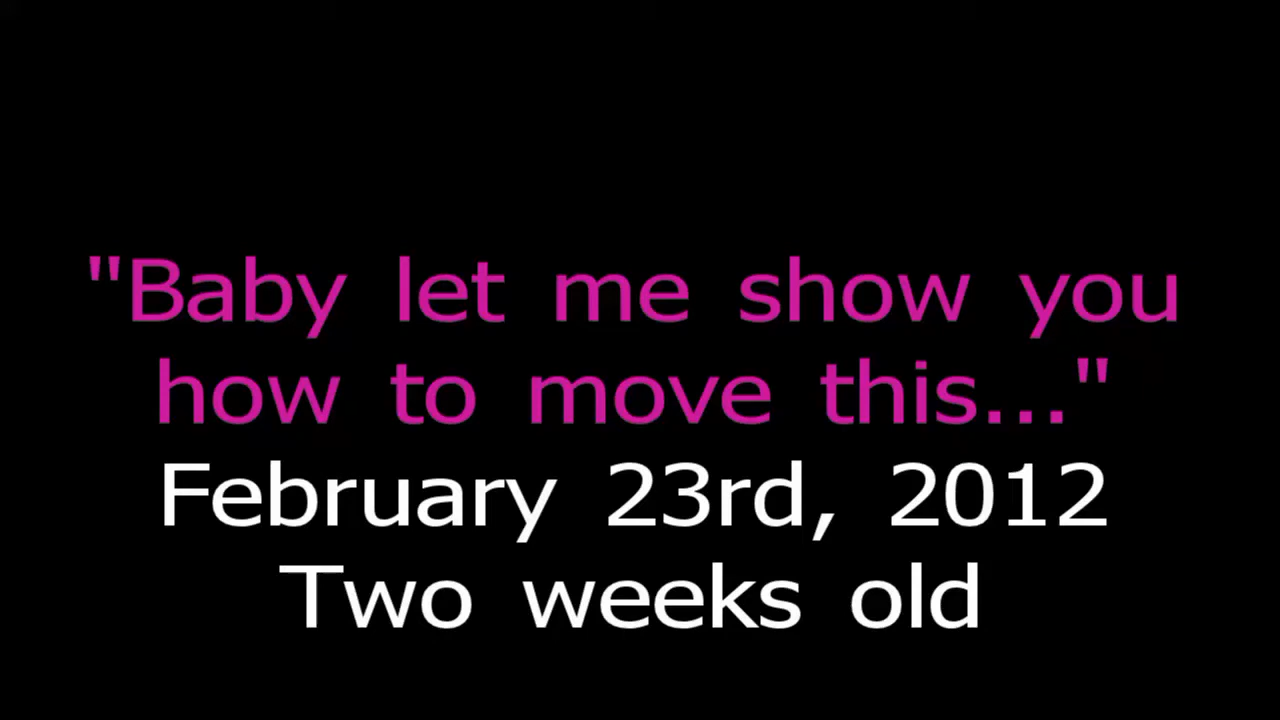 "Baby let me show you
how to move this..."
February 23rd, 2012
Two weeks old